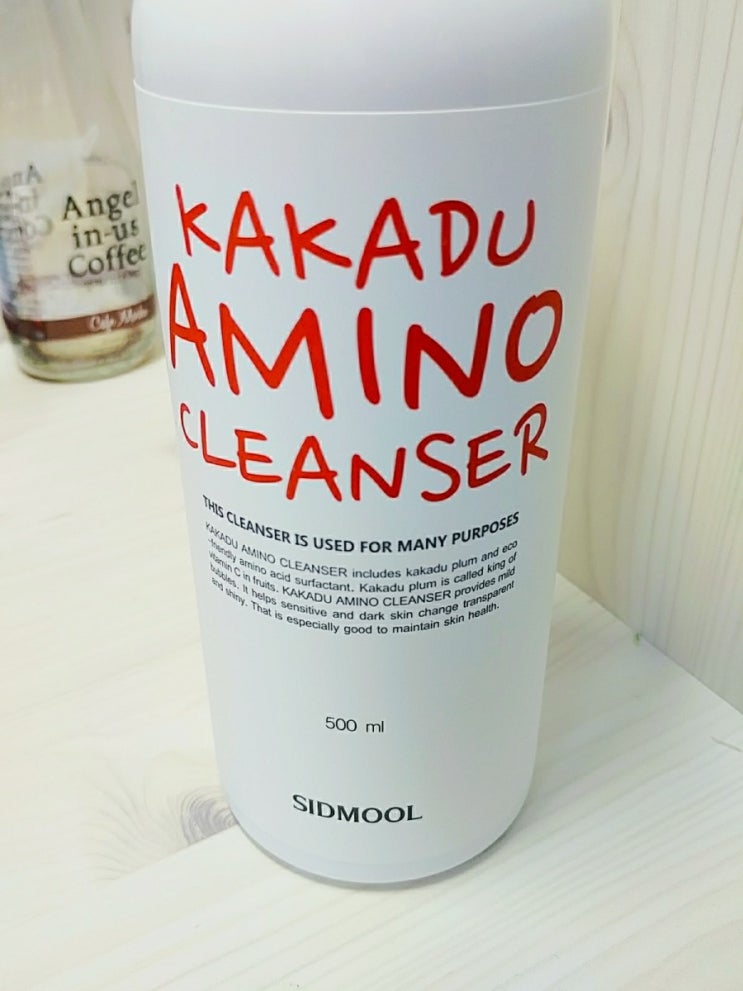 KAKADU
AMINO
CLEANSER
THIS CLEANSER IS USED FOR MANY PURPOSES
KAKADU AMINO CLEANSER includes kakadu plum and eco
-friendly amino acid surfactant. Kakadu plum is called king of
vitamin C in fruits. KAKADU AMINO CLEANSER provides mild
bubbles. It helps sensitive and dark skin change transparent
and shiny. That is especially good to maintain skin health.
500 ml
SIDMOOL
Angel
in-us
Coffee